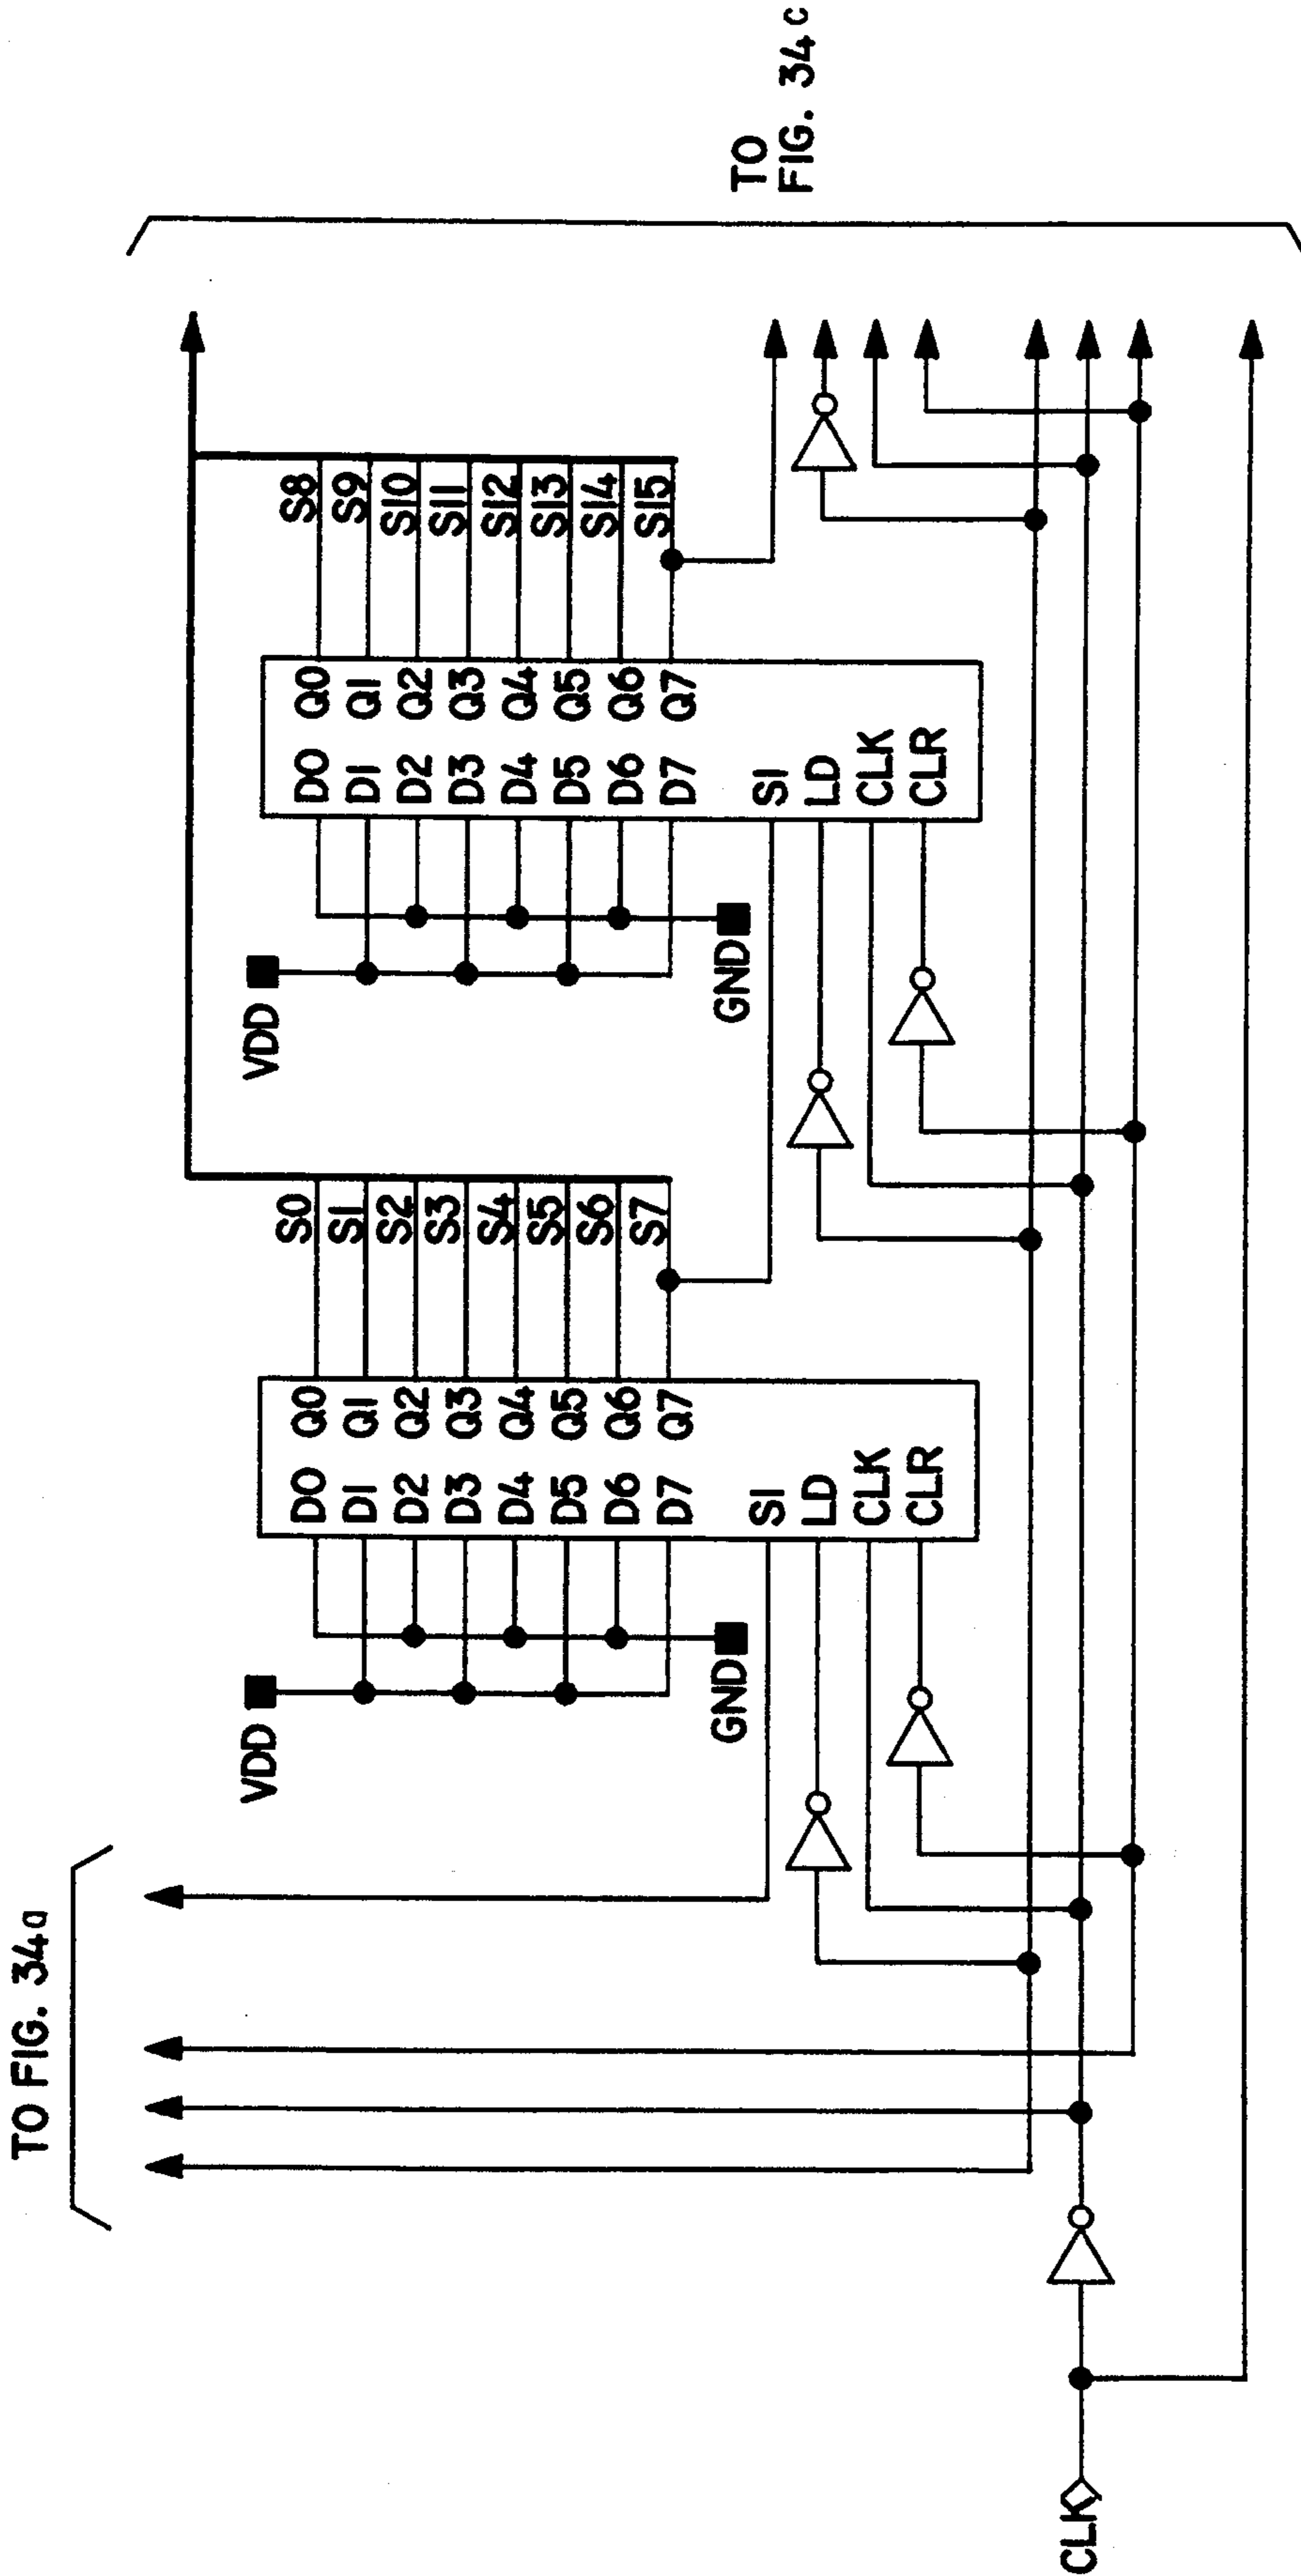 TO FIG. 34a
TO
FIG. 34c
VDD
GND
D0 Q0
D1 Q1
D2 Q2
D3 Q3
D4 Q4
D5 Q5
D6 Q6
D7 Q7
SI
LD
CLK
CLR
S0
S1
S2
S3
S4
S5
S6
S7
VDD
GND
D0 Q0
D1 Q1
D2 Q2
D3 Q3
D4 Q4
D5 Q5
D6 Q6
D7 Q7
SI
LD
CLK
CLR
S8
S9
S10
S11
S12
S13
S14
S15
CLK